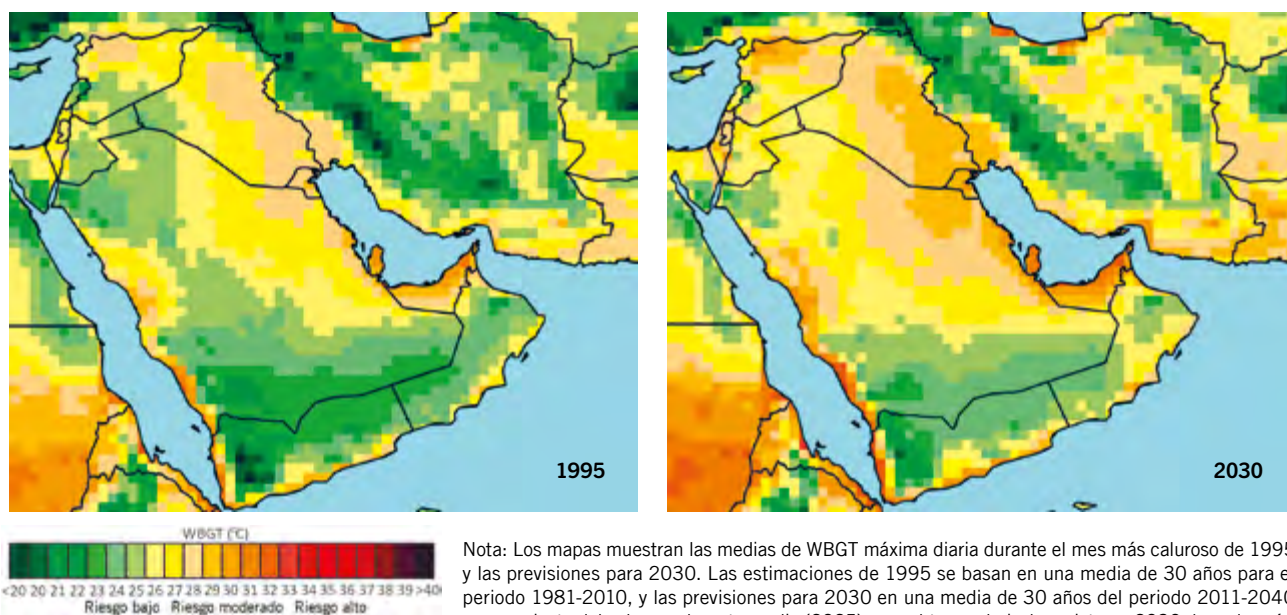 1995
2030
WBGT (°C)
<20 20 21 22 23 24 25 26 27 28 29 30 31 32 33 34 35 36 37 38 39 >40
Riesgo bajo Riesgo moderado Riesgo alto
Nota: Los mapas muestran las medias de WBGT máxima diaria durante el mes más caluroso de 1995
y las previsiones para 2030. Las estimaciones de 1995 se basan en una media de 30 años para e
periodo 1981-2010, y las previsiones para 2030 en una media de 30 años del periodo 2011-2040